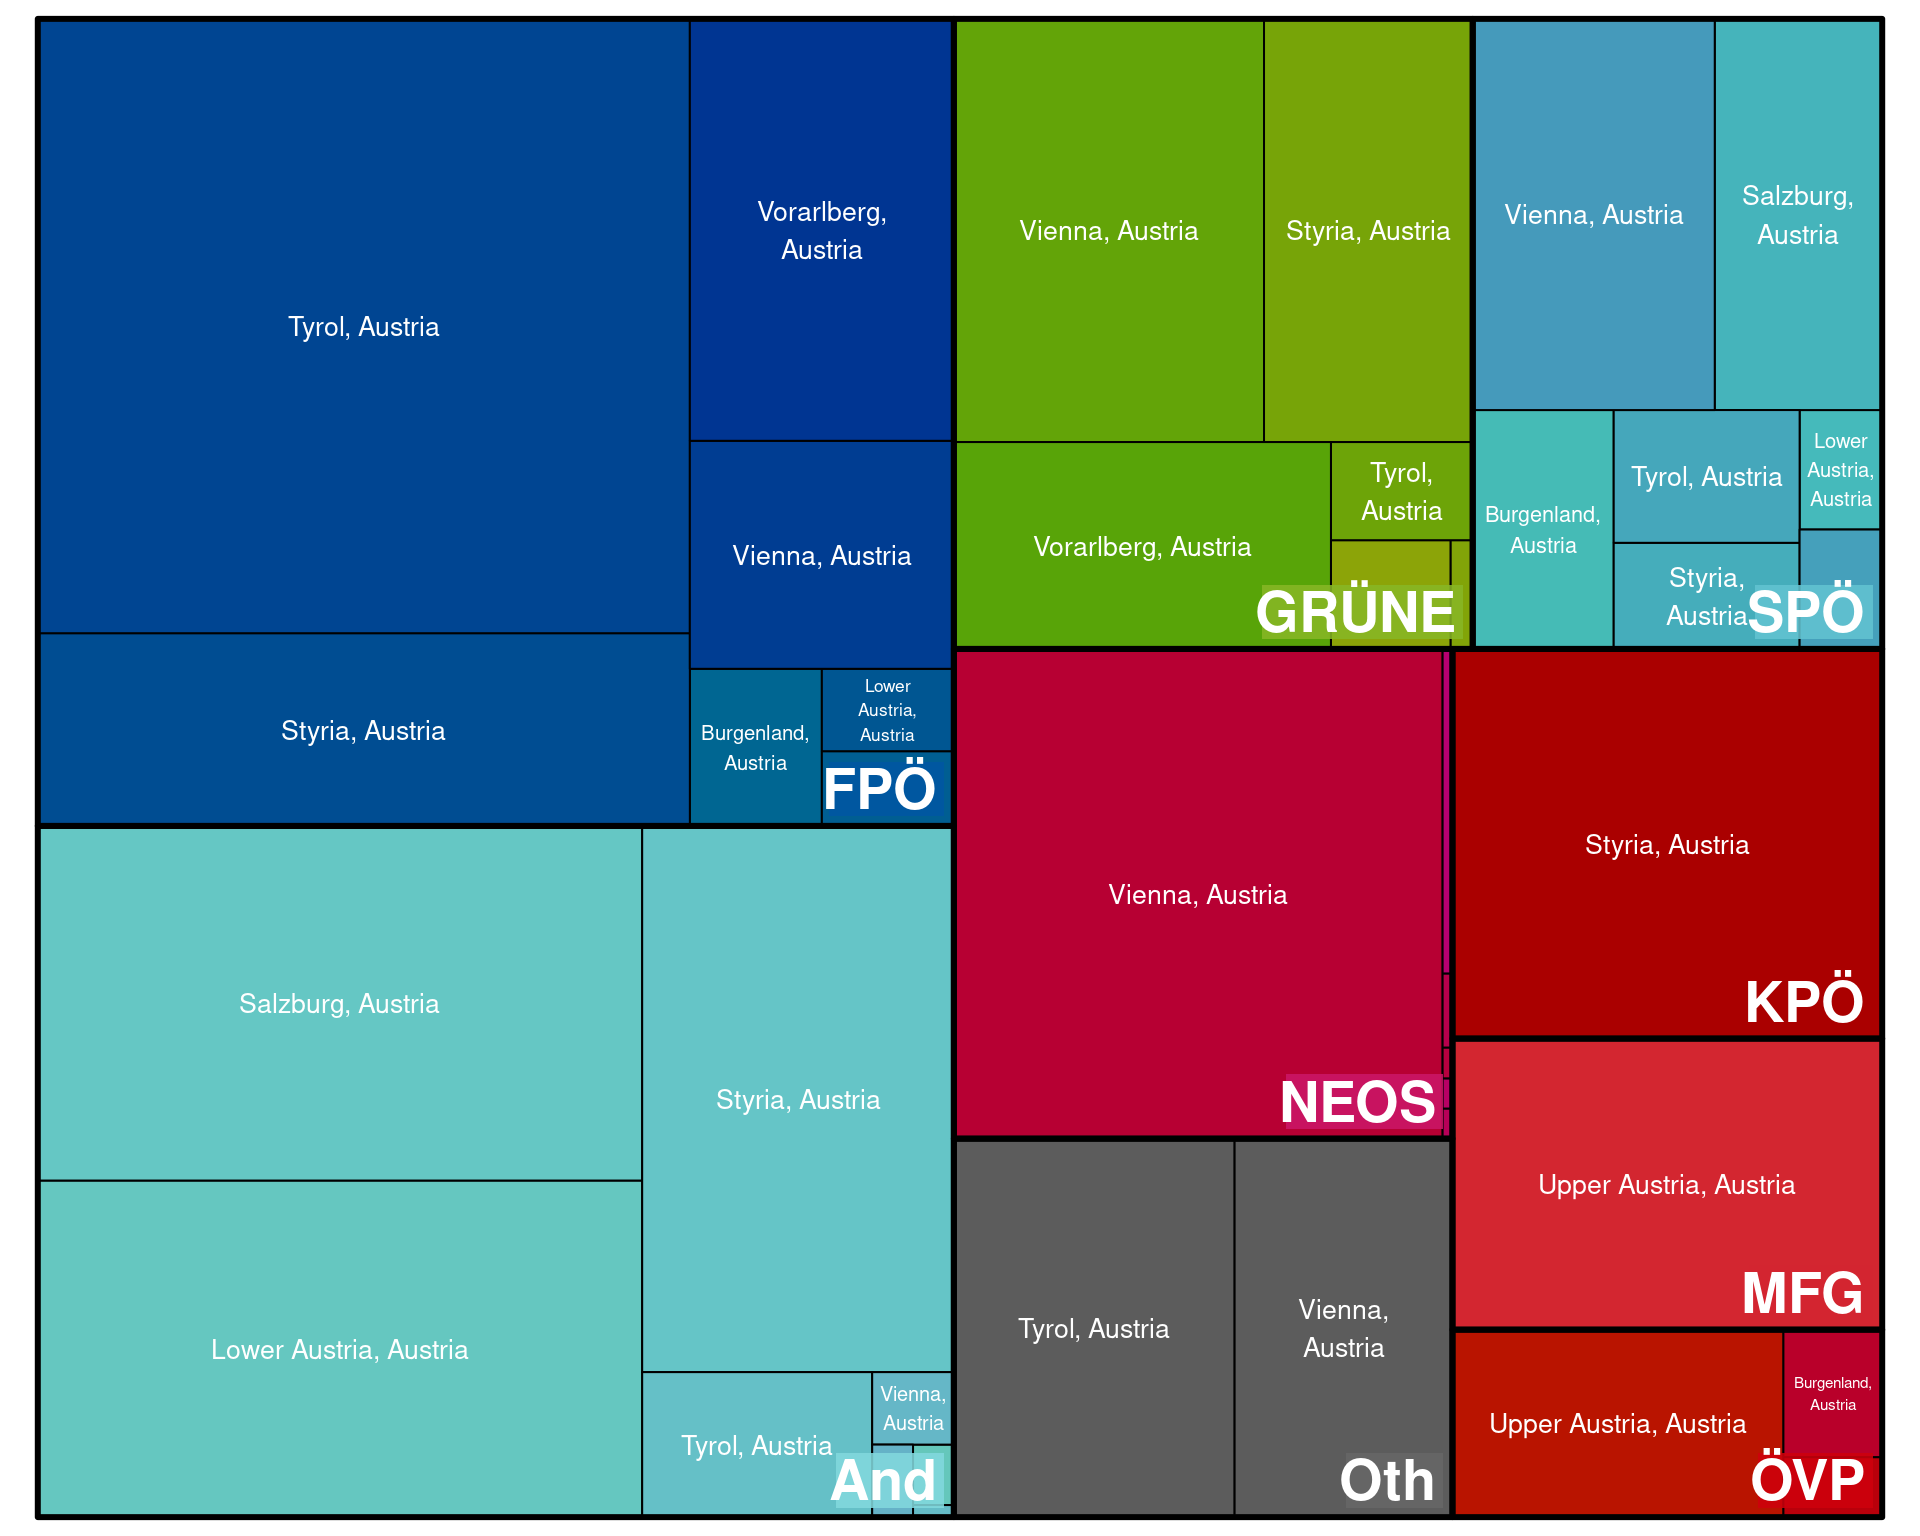 Tyrol, Austria
Vorarlberg,
Austria
Vienna, Austria
Styria, Austria
Burgenland,
Austria
Lower
Austria,
Austria
FPÖ
Vienna, Austria
Styria, Austria
Vorarlberg, Austria
Tyrol,
Austria
GRÜNE
Vienna, Austria
Salzburg,
Austria
Burgenland,
Austria
Tyrol, Austria
Lower
Austria,
Austria
Styria,
Austria
SPÖ
Salzburg, Austria
Styria, Austria
Lower Austria, Austria
Tyrol, Austria
Vienna,
Austria
And
Vienna, Austria
NEOS
Styria, Austria
KPÖ
Upper Austria, Austria
MFG
Tyrol, Austria
Vienna,
Austria
Oth
Upper Austria, Austria
Burgenland,
Austria
ÖVP